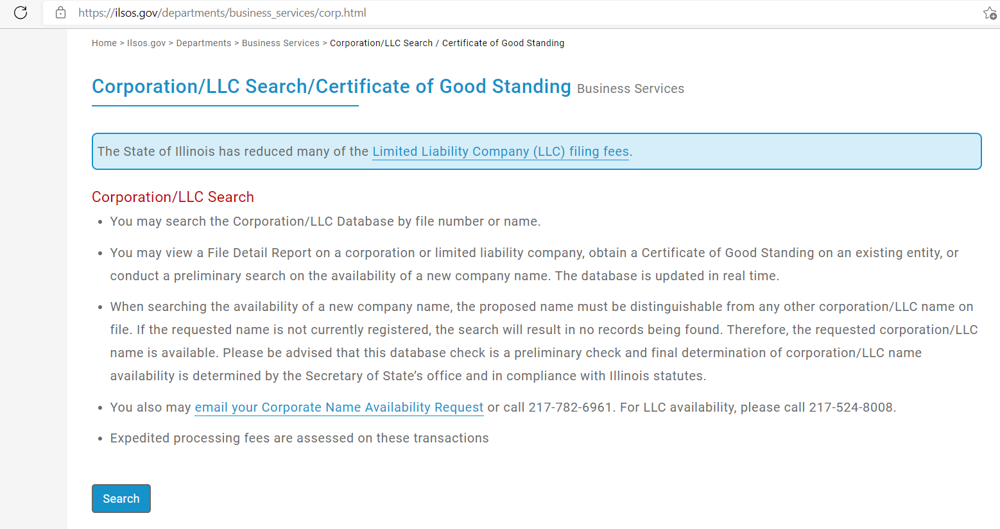 https://ilsos.gov/departments/business_services/corp.html
Home > Ilsos.gov > Departments > Business Services > Corporation/LLC Search / Certificate of Good Standing
Corporation/LLC Search/Certificate of Good Standing Business Services
The State of Illinois has reduced many of the Limited Liability Company (LLC) filing fees.
Corporation/LLC Search
• You may search the Corporation/LLC Database by file number or name.
• You may view a File Detail Report on a corporation or limited liability company, obtain a Certificate of Good Standing on an existing entity, or
conduct a preliminary search on the availability of a new company name. The database is updated in real time.
• When searching the availability of a new company name, the proposed name must be distinguishable from any other corporation/LLC name on
file. If the requested name is not currently registered, the search will result in no records being found. Therefore, the requested corporation/LLC
name is available. Please be advised that this database check is a preliminary check and final determination of corporation/LLC name
availability is determined by the Secretary of State’s office and in compliance with Illinois statutes.
• You also may email your Corporate Name Availability Request or call 217-782-6961. For LLC availability, please call 217-524-8008.
• Expedited processing fees are assessed on these transactions
Search